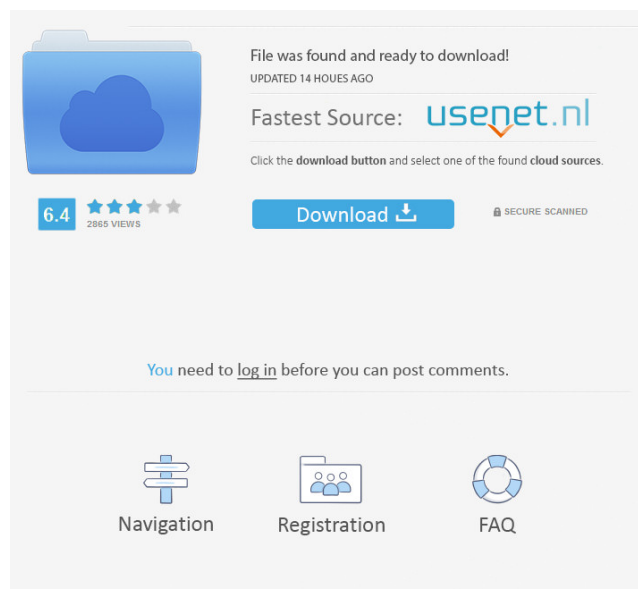 File was found and ready to download!
UPDATED 14 HOUES AGO
Fastest Source: usenet.nl
Click the download button and select one of the found cloud sources.
6.4
2865 VIEWS
Download
SECURE SCANNED
You need to log in before you can post comments.
Navigation
Registration
FAQ